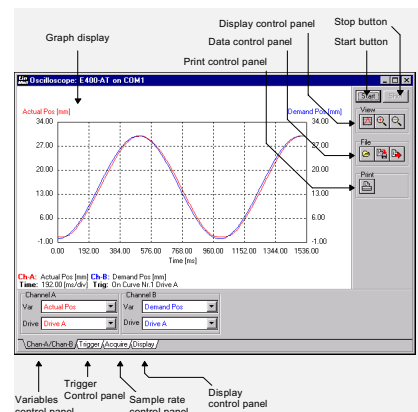 Display control panel
Stop button
Graph display
Data control panel
Start button
Print control panel
Lin Mot Oscilloscope: E400-AT on COM1
Start
Actual Pos [mm]
Demand Pos [mm]
View
34.00
34.00
27.00
27.00
File
20.00
20.00
13.00
13.00
Print
6.00
6.00
-1.00
-1.00
0.00 192.00 384.00 576.00 768.00 960.00 1152.00 1344.00 1536.00
Time [ms]
Ch-A: Actual Pos [mm] Ch-B: Demand Pos [mm]
Time: 192.00 [ms/div] Trig: On Curve Nr.1 Drive A
Channel A
Channel B
Var Actual Pos
Var Demand Pos
Drive Drive A
Drive Drive A
Chan-A/Chan-B Trigger Acquire Display
Variables control panel
Trigger Control panel
Sample rate control panel
Display control panel